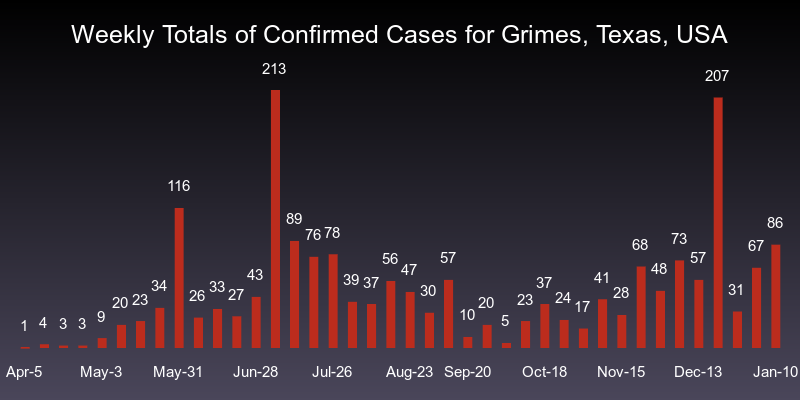 Weekly Totals of Confirmed Cases for Grimes, Texas, USA
1 4 3 3 9 20 23 34 116 26 33 27 43 213 89 76 78 39 37 56 47 30 57 10 20 5 23 37 24 17 41 28 68 48 73 57 207 31 67 86
Apr-5 May-3 May-31 Jun-28 Jul-26 Aug-23 Sep-20 Oct-18 Nov-15 Dec-13 Jan-10